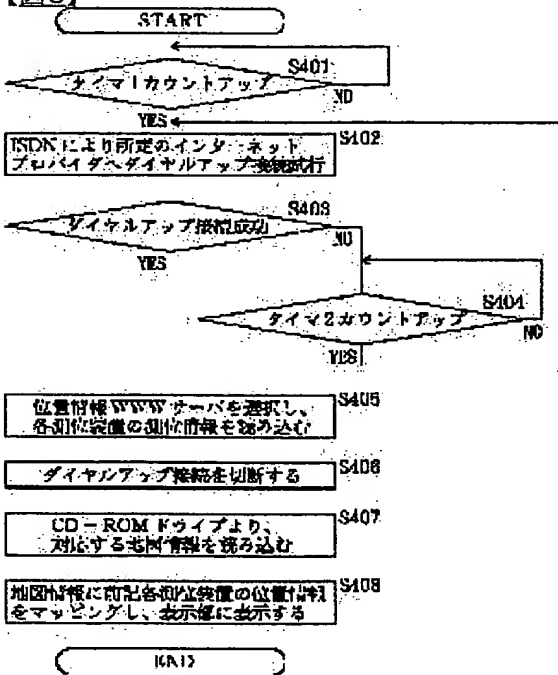 START
S401
タイマ1カウントアップ
NO
YES
S402
ISDNにより所定のインターネット
プロバイダへダイヤルアップ接続試行
S403
ダイヤルアップ接続成功
NO
YES
S404
タイマ2カウントアップ
NO
YES
S405
位置情報WWWサーバを選択し、
各測位装置の測位情報を読み込む
S406
ダイヤルアップ接続を切断する
S407
CD-ROMドライブより、
対応する地図情報を読み込む
S408
地図情報に前記各測位装置の位置情報
をマッピングし、表示器に表示する
END